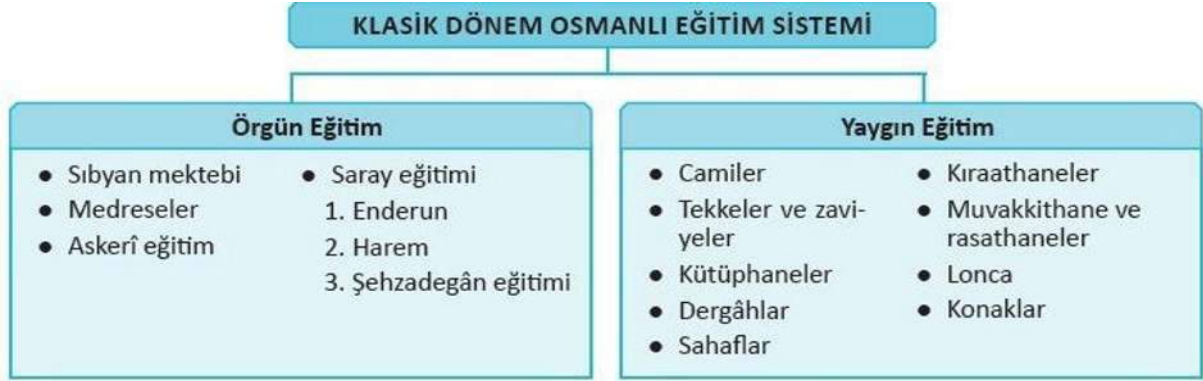 KLASİK DÖNEM OSMANLI EĞİTİM SİSTEMİ
Örgün Eğitim
• Sıbyan mektebi
• Medreseler
• Askerî eğitim
• Saray eğitimi
1. Enderun
2. Harem
3. Şehzadegân eğitimi
Yaygın Eğitim
• Camiler
• Tekkeler ve zavi-
yeler
• Kütüphaneler
• Dergâhlar
• Sahaflar
• Kıraathaneler
• Muvakkithane ve
rasathaneler
• Lonca
• Konaklar